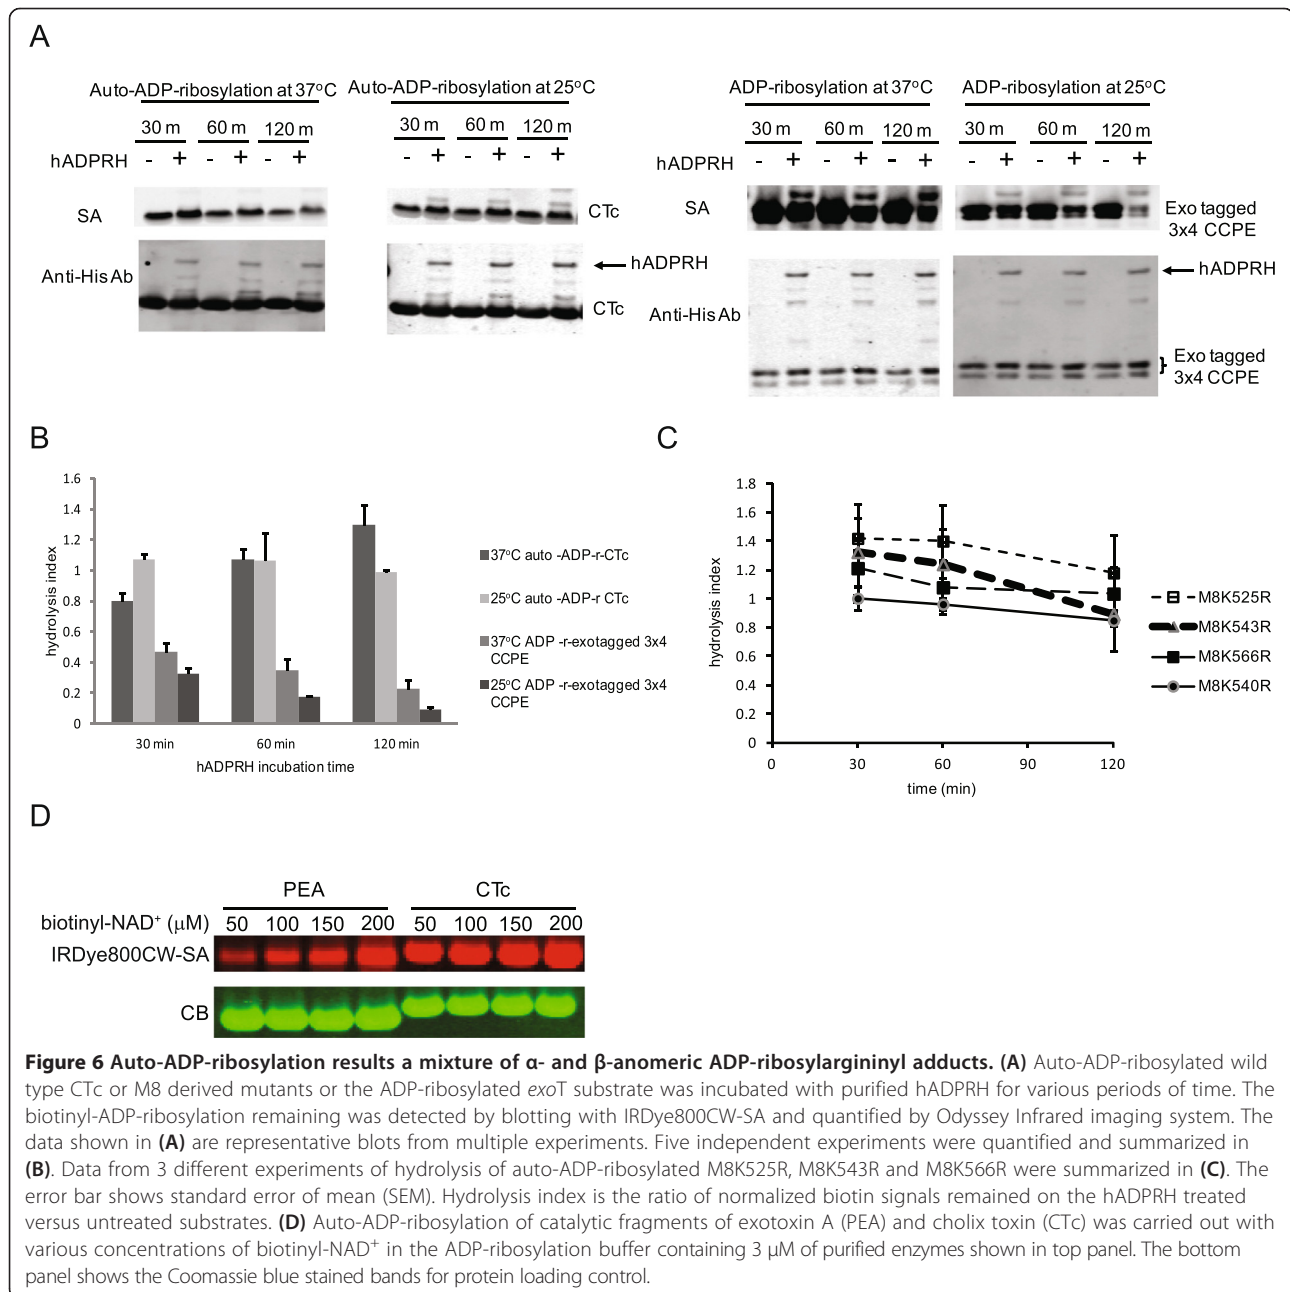 A
Auto-ADP-ribosylation at 37°C
30 m 60 m 120 m
hADPRH - + - + - +
SA
Anti-His Ab
Auto-ADP-ribosylation at 25°C
30 m 60 m 120 m
- + - + - +
CTc
hADPRH
CTc
ADP-ribosylation at 37°C
30 m 60 m 120 m
hADPRH - + - + - +
SA
Anti-His Ab
ADP-ribosylation at 25°C
30 m 60 m 120 m
- + - + - +
Exo tagged
3x4 CCPE
hADPRH
Exo tagged
3x4 CCPE
B
hydrolysis index
1.6
1.4
1.2
1
0.8
0.6
0.4
0.2
0
30 min 60 min 120 min
hADPRH incubation time
37°C auto -ADP-r-CTc
25°C auto -ADP-r CTc
37°C ADP -r-exotagged 3x4
CCPE
25°C ADP -r-exotagged 3x4
CCPE
C
hydrolysis index
1.8
1.6
1.4
1.2
1
0.8
0.6
0.4
0.2
0
0 30 60 90 120
time (min)
M8K525R
M8K543R
M8K566R
M8K540R
D
PEA CTc
biotinyl-NAD⁺ (μM) 50 100 150 200 50 100 150 200
IRDye800CW-SA
CB
Figure 6 Auto-ADP-ribosylation results a mixture of α- and β-anomeric ADP-ribosylargininyl adducts. (A) Auto-ADP-ribosylated wild
type CTc or M8 derived mutants or the ADP-ribosylated exoT substrate was incubated with purified hADPRH for various periods of time. The
biotinyl-ADP-ribosylation remaining was detected by blotting with IRDye800CW-SA and quantified by Odyssey Infrared imaging system. The
data shown in (A) are representative blots from multiple experiments. Five independent experiments were quantified and summarized in
(B). Data from 3 different experiments of hydrolysis of auto-ADP-ribosylated M8K525R, M8K543R and M8K566R were summarized in (C). The
error bar shows standard error of mean (SEM). Hydrolysis index is the ratio of normalized biotin signals remained on the hADPRH treated
versus untreated substrates. (D) Auto-ADP-ribosylation of catalytic fragments of exotoxin A (PEA) and cholix toxin (CTc) was carried out with
various concentrations of biotinyl-NAD⁺ in the ADP-ribosylation buffer containing 3 μM of purified enzymes shown in top panel. The bottom
panel shows the Coomassie blue stained bands for protein loading control.